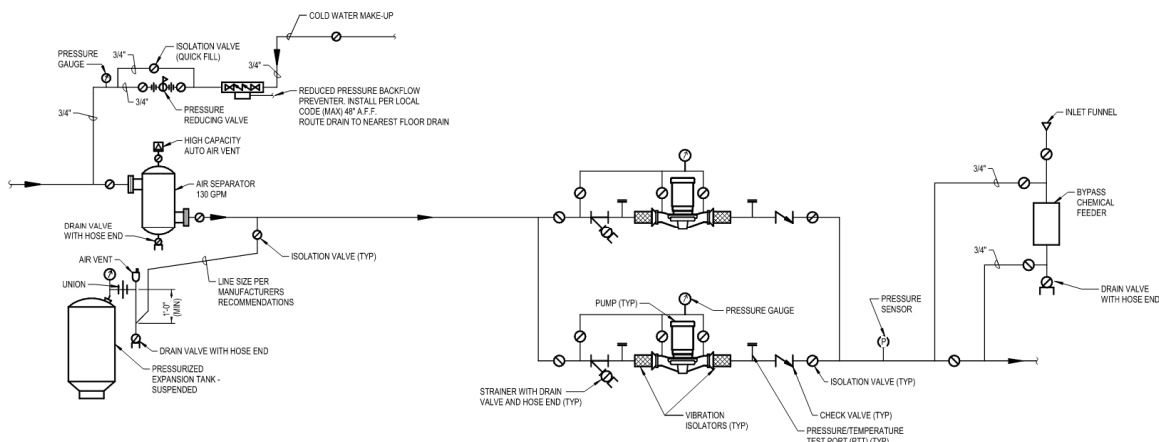 COLD WATER MAKE-UP
PRESSURE
GAUGE
3/4"
ISOLATION VALVE
(QUICK FILL)
3/4"
3/4"
3/4"
PRESSURE
REDUCING VALVE
REDUCED PRESSURE BACKFLOW
PREVENTER. INSTALL PER LOCAL
CODE (MAX) 48" A.F.F.
ROUTE DRAIN TO NEAREST FLOOR DRAIN
HIGH CAPACITY
AUTO AIR VENT
AIR SEPARATOR
130 GPM
DRAIN VALVE
WITH HOSE END
AIR VENT
UNION
1'-0"
(MIN)
ISOLATION VALVE (TYP)
LINE SIZE PER
MANUFACTURERS
RECOMMENDATIONS
DRAIN VALVE WITH HOSE END
PRESSURIZED
EXPANSION TANK -
SUSPENDED
PUMP (TYP)
PRESSURE GAUGE
STRAINER WITH DRAIN
VALVE AND HOSE END (TYP)
VIBRATION
ISOLATORS (TYP)
ISOLATION VALVE (TYP)
CHECK VALVE (TYP)
PRESSURE/TEMPERATURE
TEST PORT (PTT) (TYP)
PRESSURE
SENSOR
P
INLET FUNNEL
3/4"
BYPASS
CHEMICAL
FEEDER
3/4"
DRAIN VALVE
WITH HOSE END